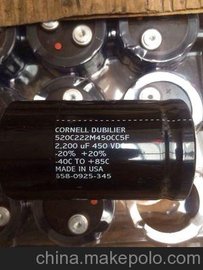 CORNELL DUBILIER
520C222M450CC5F
2,200 uF 450 VDC
-20% +20%
-40C TO +85C
MADE IN USA
558-0925-345
china.makepolo.com